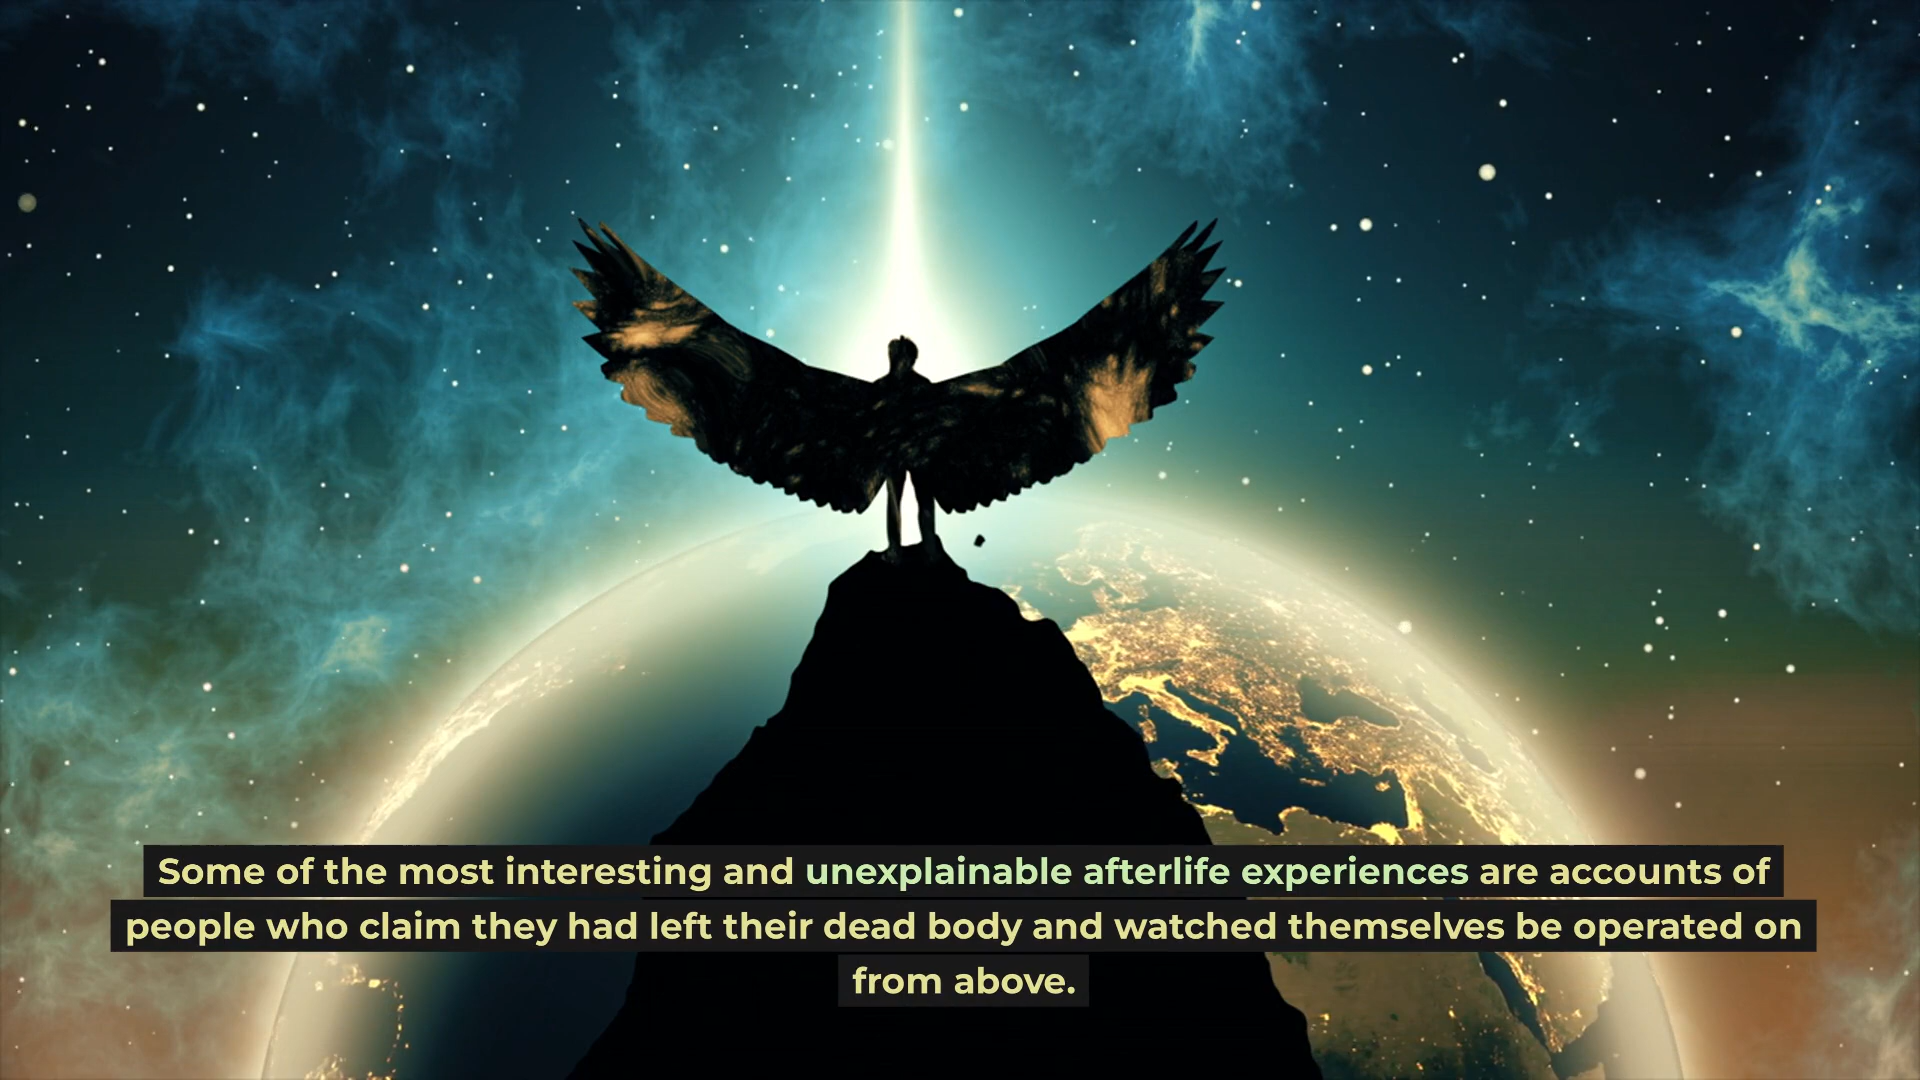 Some of the most interesting and unexplainable afterlife experiences are accounts of
people who claim they had left their dead body and watched themselves be operated on
from above.